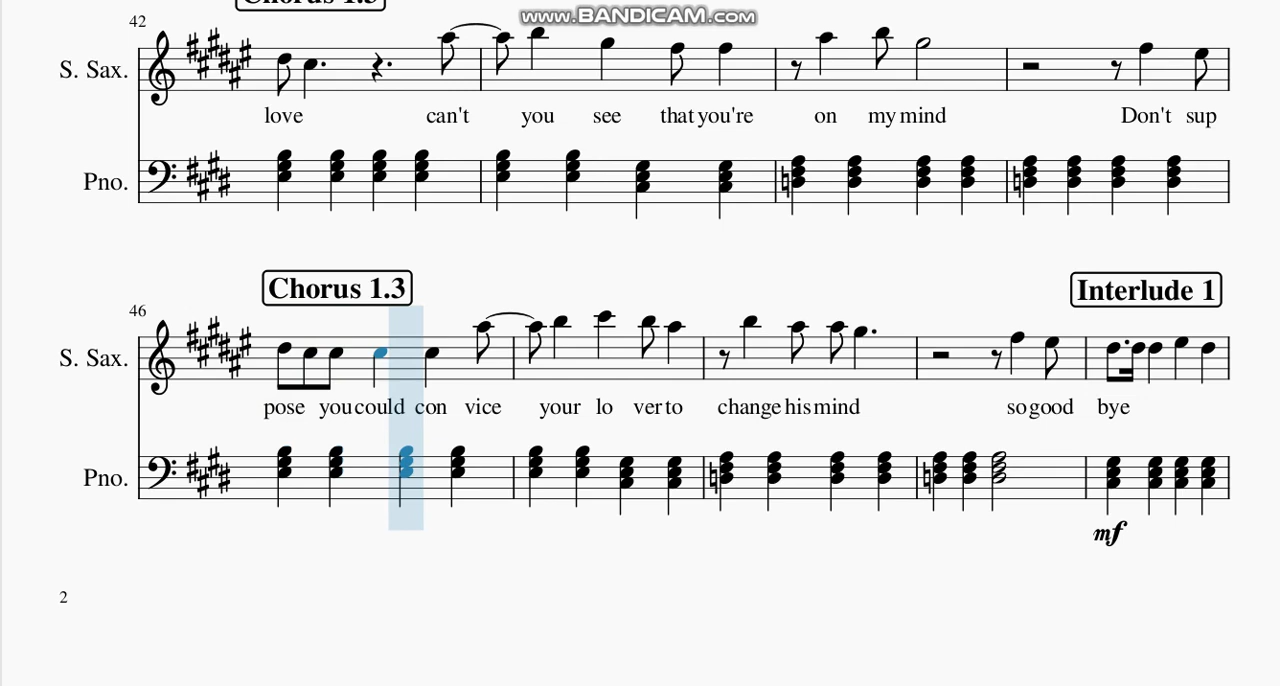 www.BANDICAM.com
42
S. Sax.
love can't you see that you're on my mind Don't sup
Pno.
Chorus 1.3 Interlude 1
46
S. Sax.
pose you could con vice your lo ver to change his mind so good bye
Pno.
mf
2